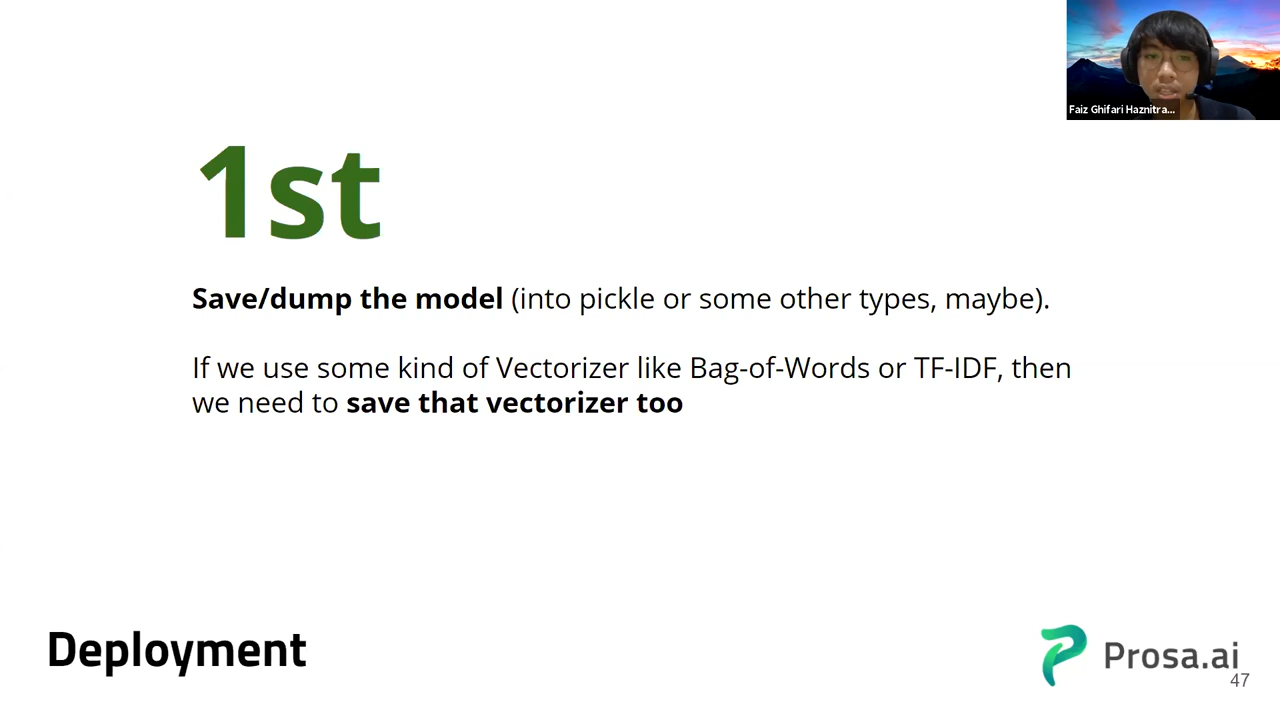 Faiz Ghifari Haznitra...
1st
Save/dump the model (into pickle or some other types, maybe).
If we use some kind of Vectorizer like Bag-of-Words or TF-IDF, then
we need to save that vectorizer too
Deployment
Prosa.ai
47